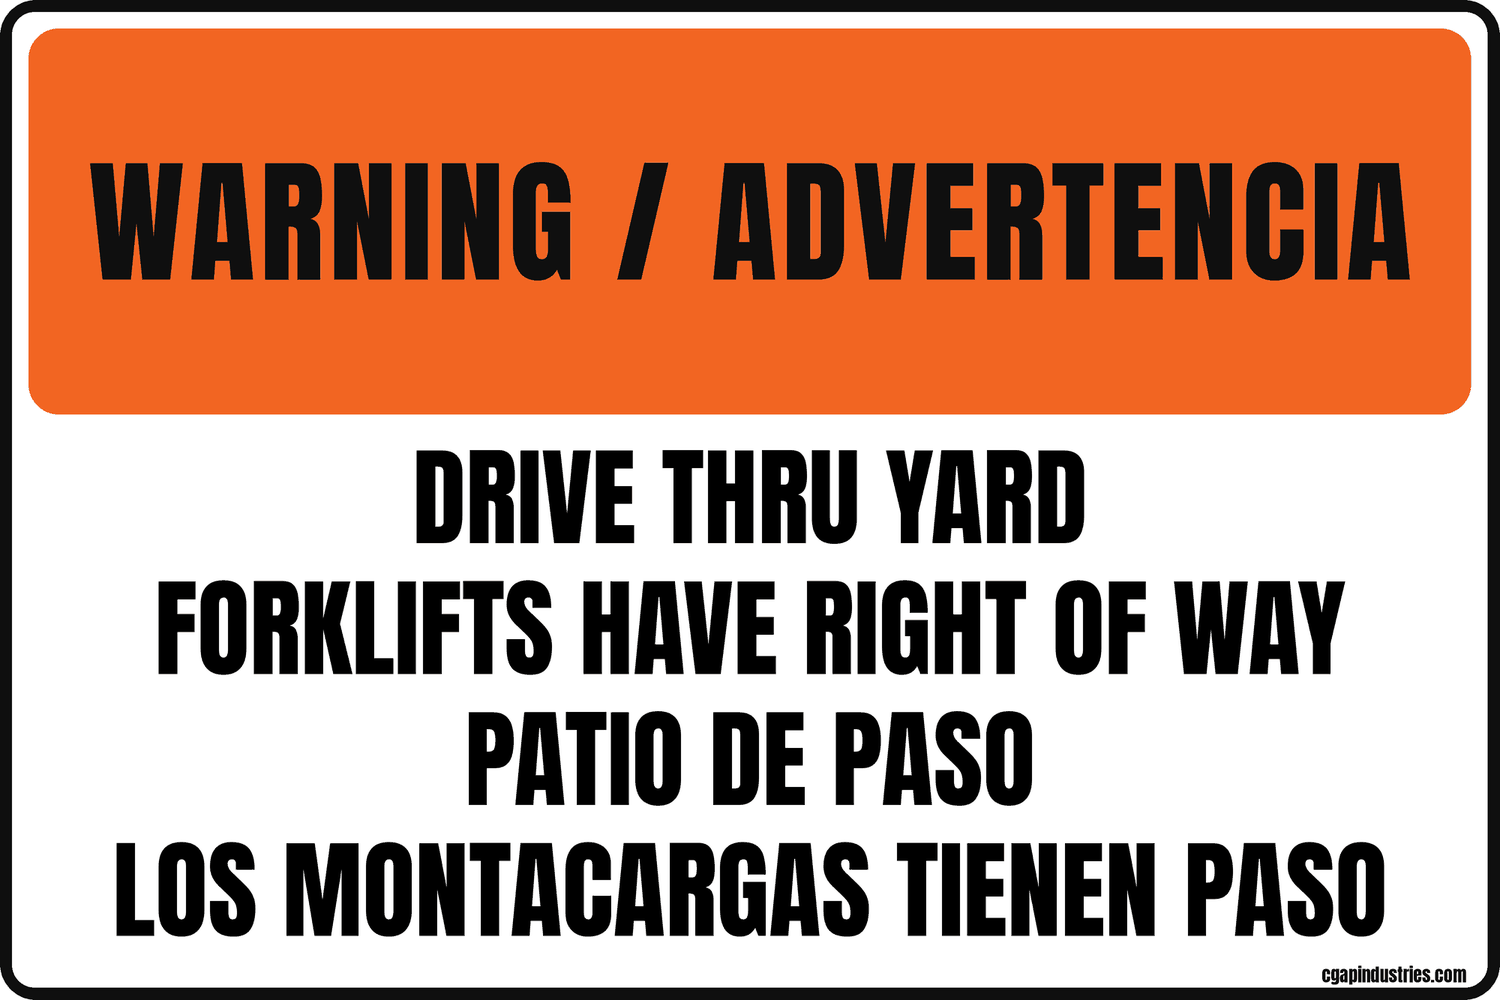 WARNING / ADVERTENCIA
DRIVE THRU YARD
FORKLIFTS HAVE RIGHT OF WAY
PATIO DE PASO
LOS MONTACARGAS TIENEN PASO
cgapindustries.com